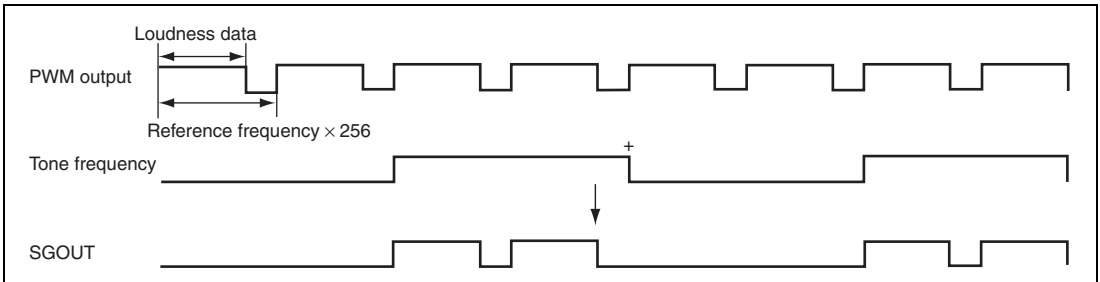 Loudness data
PWM output
Reference frequency × 256
+
Tone frequency
SGOUT